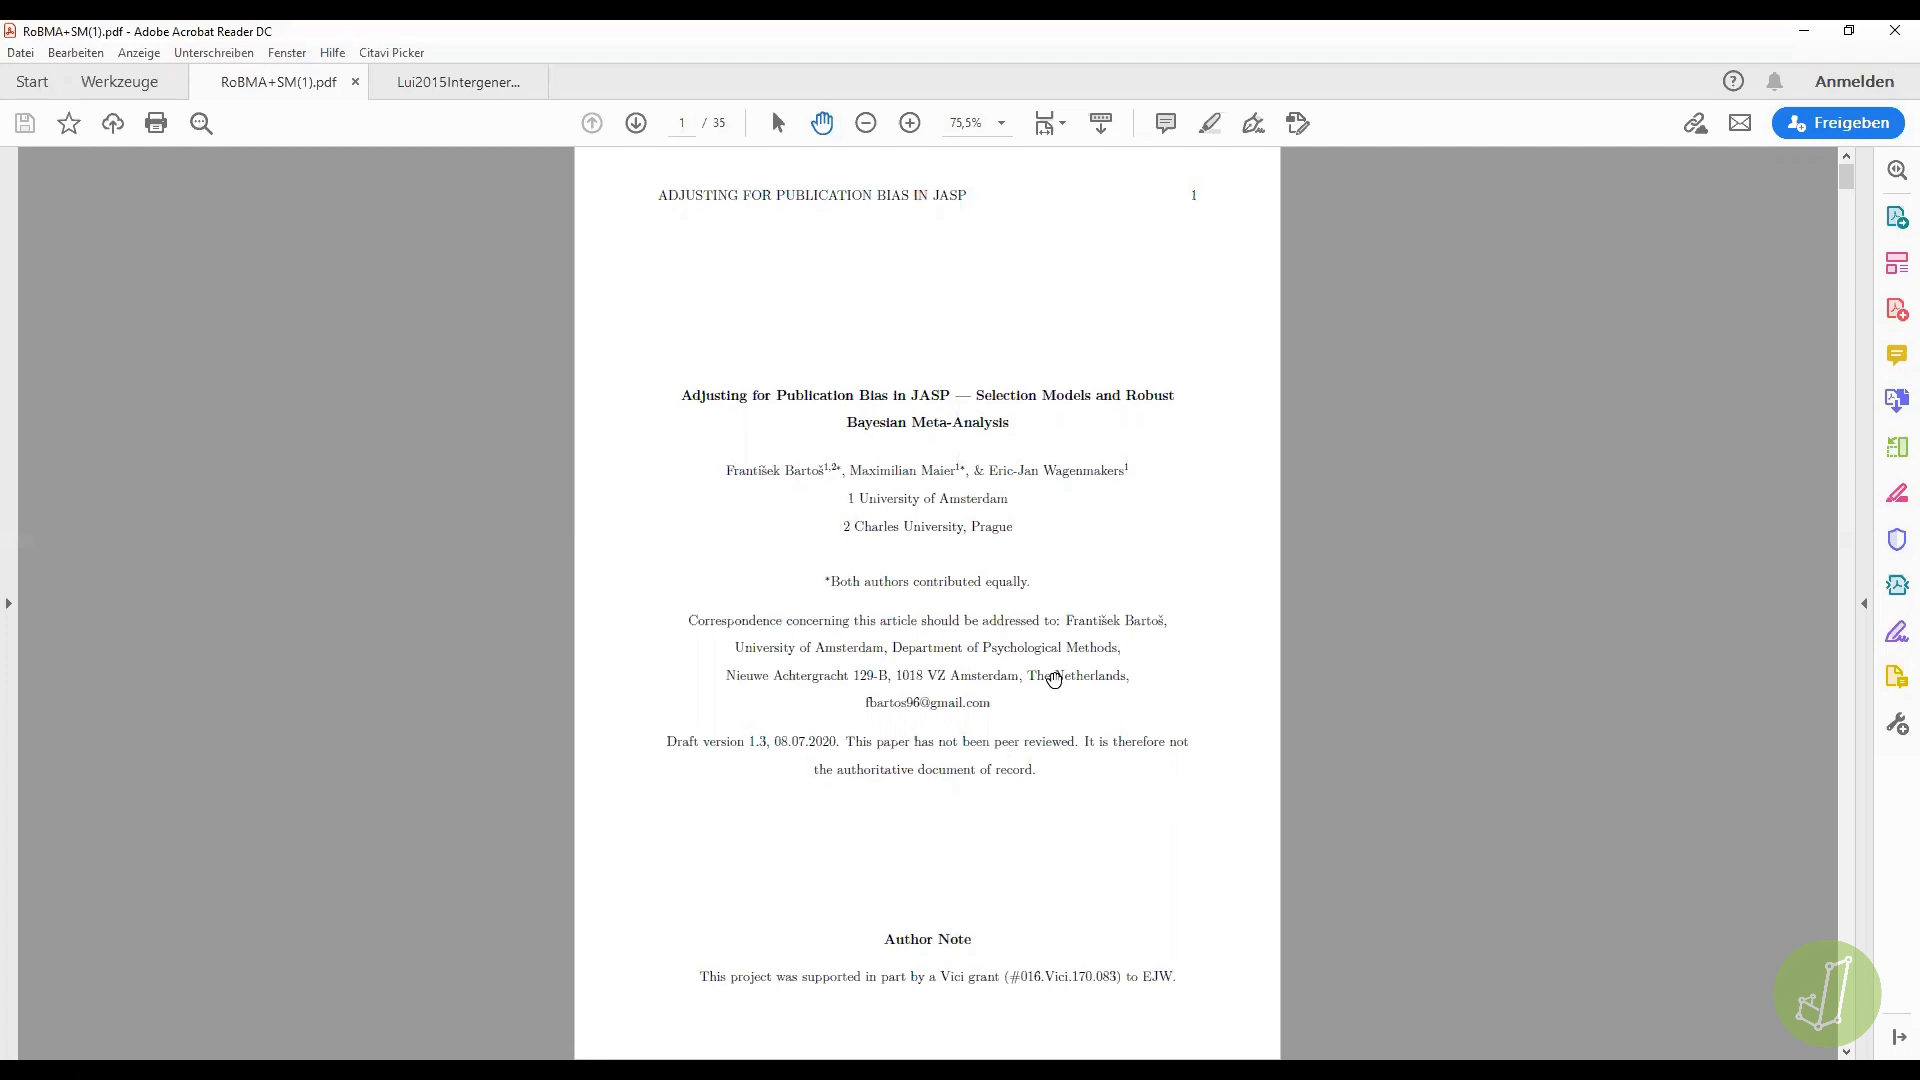 RoBMA+SM(1).pdf - Adobe Acrobat Reader DC
Datei Bearbeiten Anzeige Unterschreiben Fenster Hilfe Citavi Picker
Start Werkzeuge RoBMA+SM(1).pdf Lui2015Intergener... Anmelden
1 / 35 75,5% Freigeben
ADJUSTING FOR PUBLICATION BIAS IN JASP 1
Adjusting for Publication Bias in JASP — Selection Models and Robust
Bayesian Meta-Analysis
František Bartoš1,2*, Maximilian Maier1*, & Eric-Jan Wagenmakers1
1 University of Amsterdam
2 Charles University, Prague
*Both authors contributed equally.
Correspondence concerning this article should be addressed to: František Bartoš,
University of Amsterdam, Department of Psychological Methods,
Nieuwe Achtergracht 129-B, 1018 VZ Amsterdam, The Netherlands,
fbartos96@gmail.com
Draft version 1.3, 08.07.2020. This paper has not been peer reviewed. It is therefore not
the authoritative document of record.
Author Note
This project was supported in part by a Vici grant (#016.Vici.170.083) to EJW.